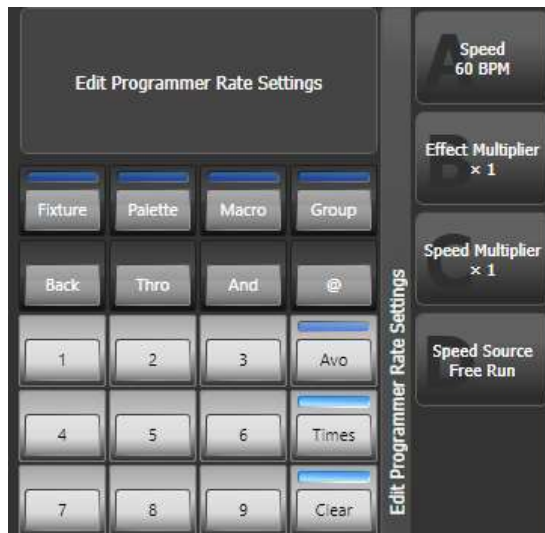 Edit Programmer Rate Settings
Fixture
Palette
Macro
Group
Back
Thro
And
@
1
2
3
Avo
4
5
6
Times
7
8
9
Clear
Edit Programmer Rate Settings
A
Speed
60 BPM
B
Effect Multiplier
× 1
C
Speed Multiplier
× 1
D
Speed Source
Free Run